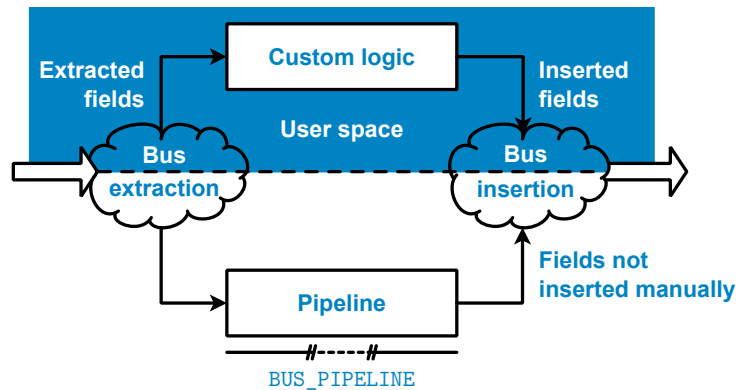 Custom logic
Extracted
fields
Inserted
fields
User space
Bus
extraction
Bus
insertion
Fields not
inserted manually
Pipeline
BUS_PIPELINE